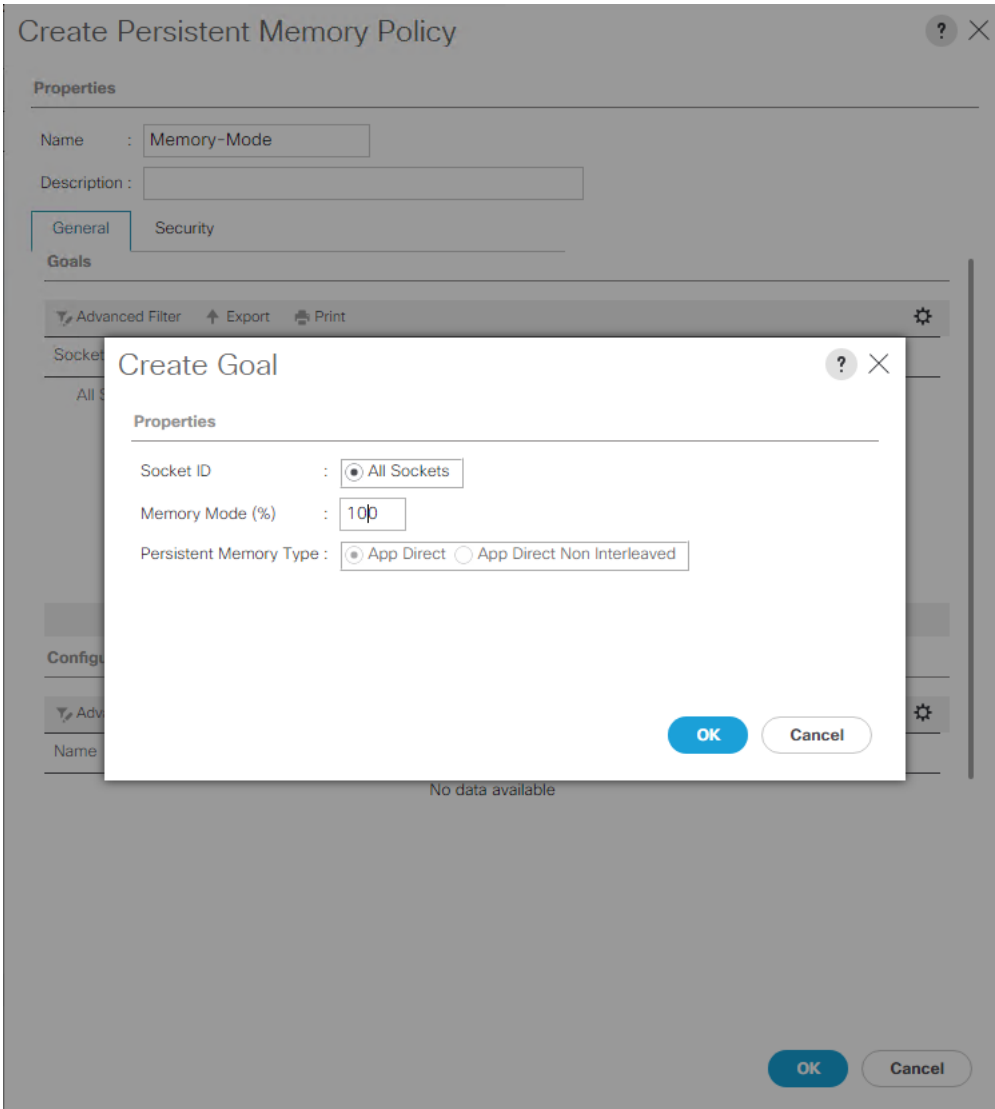 Create Persistent Memory Policy ?
Properties
Name : Memory-Mode
Description :
General Security
Goals
Advanced Filter Export Print
Socket
All S
Create Goal ?
Properties
Socket ID : All Sockets
Memory Mode (%) : 100
Persistent Memory Type : App Direct App Direct Non Interleaved
OK Cancel
Configu
Adv
Name
No data available
OK Cancel